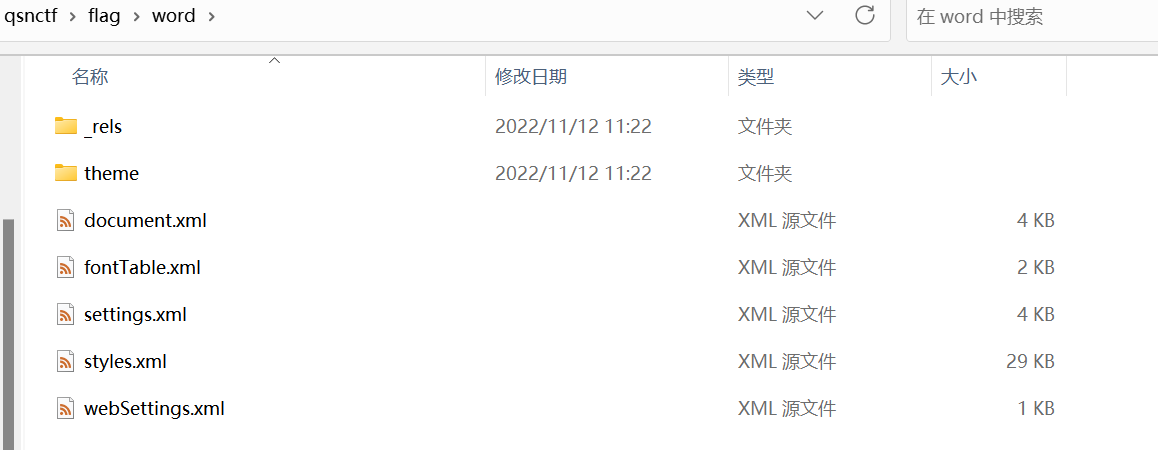 qsnctf > flag > word >
在 word 中搜索
名称 修改日期 类型 大小
_rels 2022/11/12 11:22 文件夹
theme 2022/11/12 11:22 文件夹
document.xml XML 源文件 4 KB
fontTable.xml XML 源文件 2 KB
settings.xml XML 源文件 4 KB
styles.xml XML 源文件 29 KB
webSettings.xml XML 源文件 1 KB